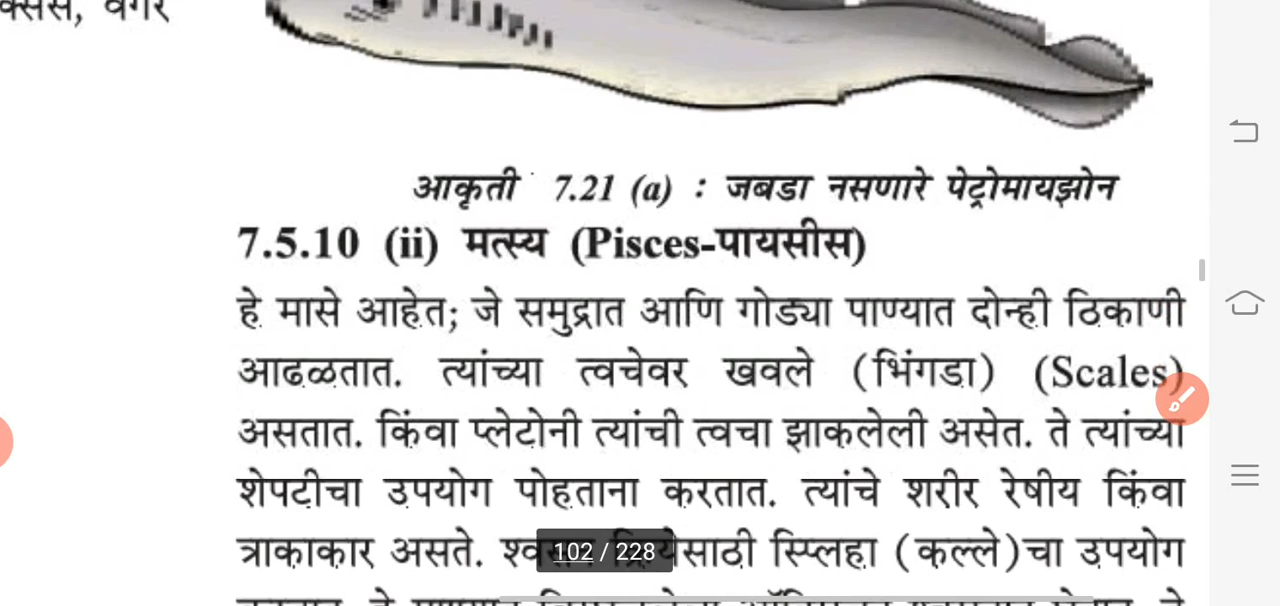 वगैर
आकृती 7.21 (a) : जबडा नसणारे पेट्रोमायझोन
7.5.10 (ii) मत्स्य (Pisces-पायसीस)
हे मासे आहेत; जे समुद्रात आणि गोड्या पाण्यात दोन्ही ठिकाणी
आढळतात. त्यांच्या त्वचेवर खवले (भिंगडा) (Scales)
असतात. किंवा प्लेटोनी त्यांची त्वचा झाकलेली असेत. ते त्यांच्या
शेपटीचा उपयोग पोहताना करतात. त्यांचे शरीर रेषीय किंवा
त्राकाकार असते. सेसाठी स्प्लिहा (कल्ले)चा उपयोग
102 / 228